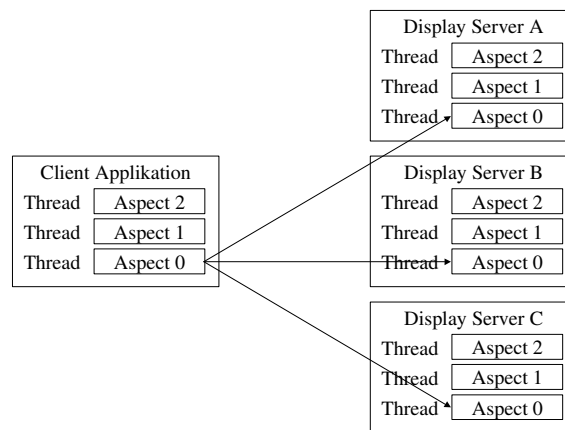 Display Server A
Thread Aspect 2
Thread Aspect 1
Thread Aspect 0
Client Applikation
Thread Aspect 2
Thread Aspect 1
Thread Aspect 0
Display Server B
Thread Aspect 2
Thread Aspect 1
Thread Aspect 0
Display Server C
Thread Aspect 2
Thread Aspect 1
Thread Aspect 0